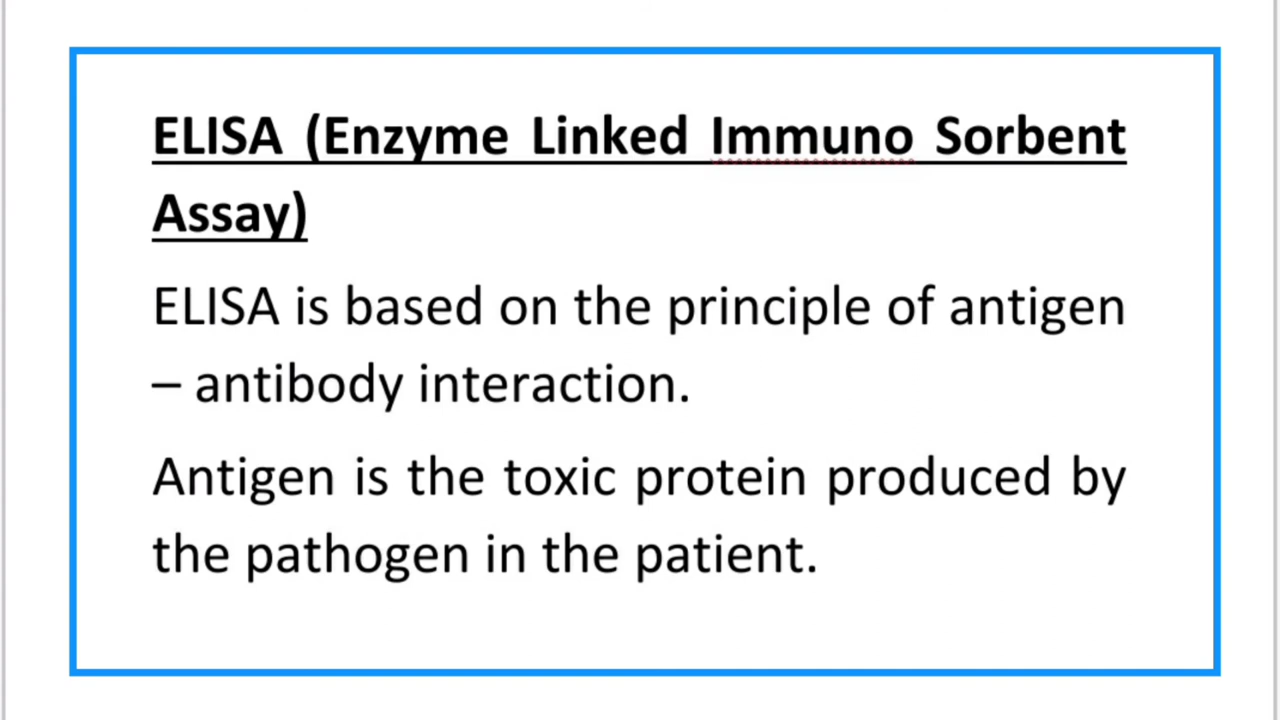 ELISA (Enzyme Linked Immuno Sorbent
Assay)
ELISA is based on the principle of antigen
– antibody interaction.
Antigen is the toxic protein produced by
the pathogen in the patient.